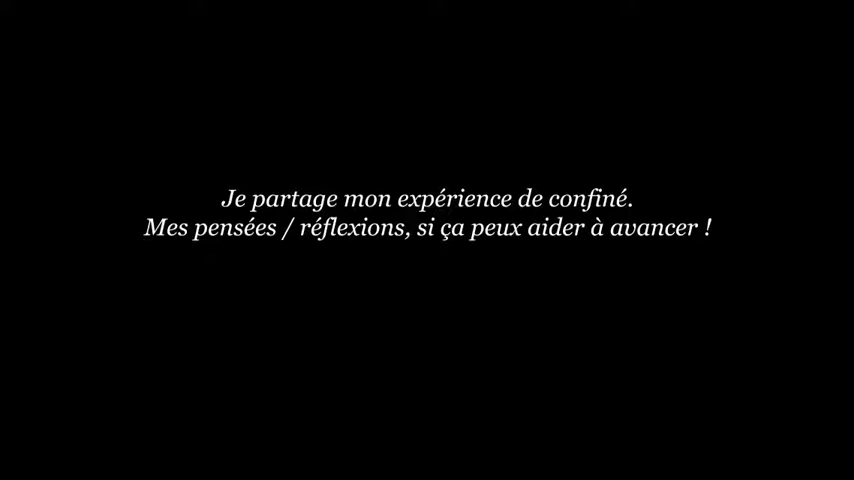 Je partage mon expérience de confiné.
Mes pensées / réflexions, si ça peux aider à avancer !